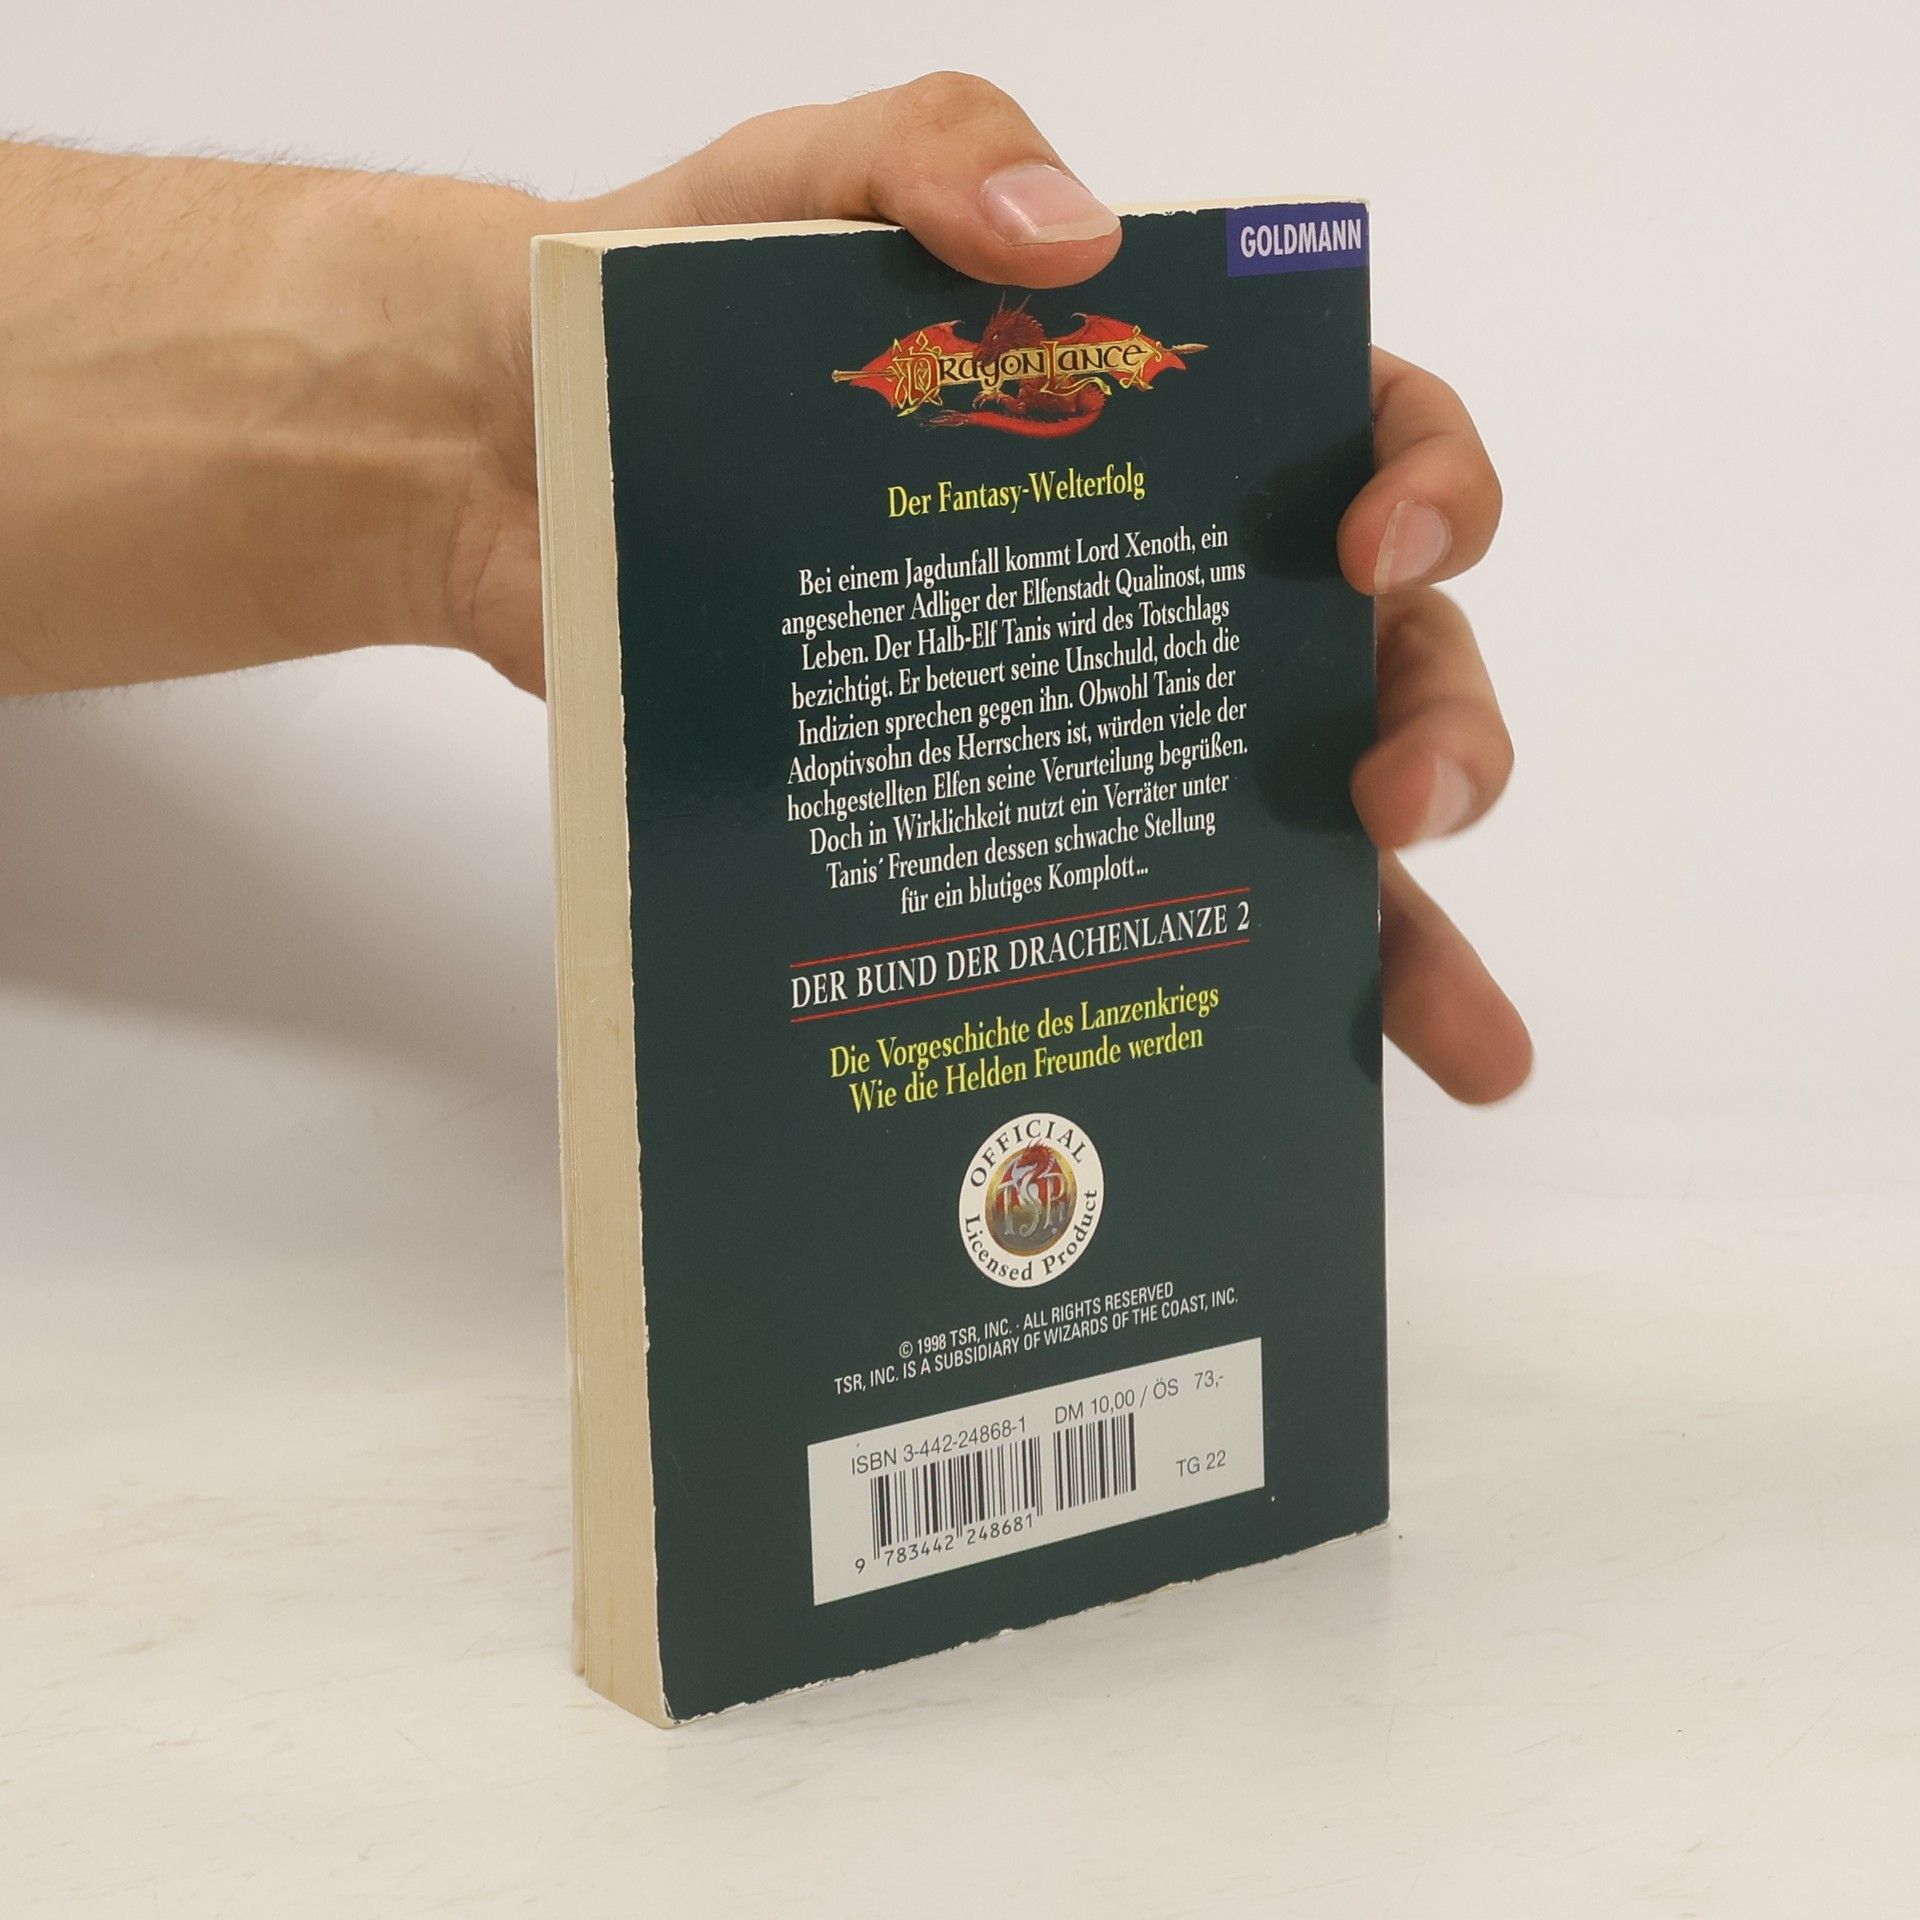 GOLDMANN
DRAGONLANCE
Der Fantasy-Welterfolg
Bei einem Jagdunfall kommt Lord Xenoth, ein
angesehener Adliger der Elfenstadt Qualinost, ums
Leben. Der Halb-Elf Tanis wird des Totschlags
bezichtigt. Er beteuert seine Unschuld, doch die
Indizien sprechen gegen ihn. Obwohl Tanis der
Adoptivsohn des Herrschers ist, würden viele der
hochgestellten Elfen seine Verurteilung begrüßen.
Doch in Wirklichkeit nutzt ein Verräter unter
Tanis´ Freunden dessen schwache Stellung
für ein blutiges Komplott...
DER BUND DER DRACHENLANZE 2
Die Vorgeschichte des Lanzenkriegs
Wie die Helden Freunde werden
OFFICIAL
TSR
Licensed Product
© 1998 TSR, INC. · ALL RIGHTS RESERVED
TSR, INC. IS A SUBSIDIARY OF WIZARDS OF THE COAST, INC.
ISBN 3-442-24868-1 DM 10,00 / ÖS 73,-
TG 22
9 783442 248681